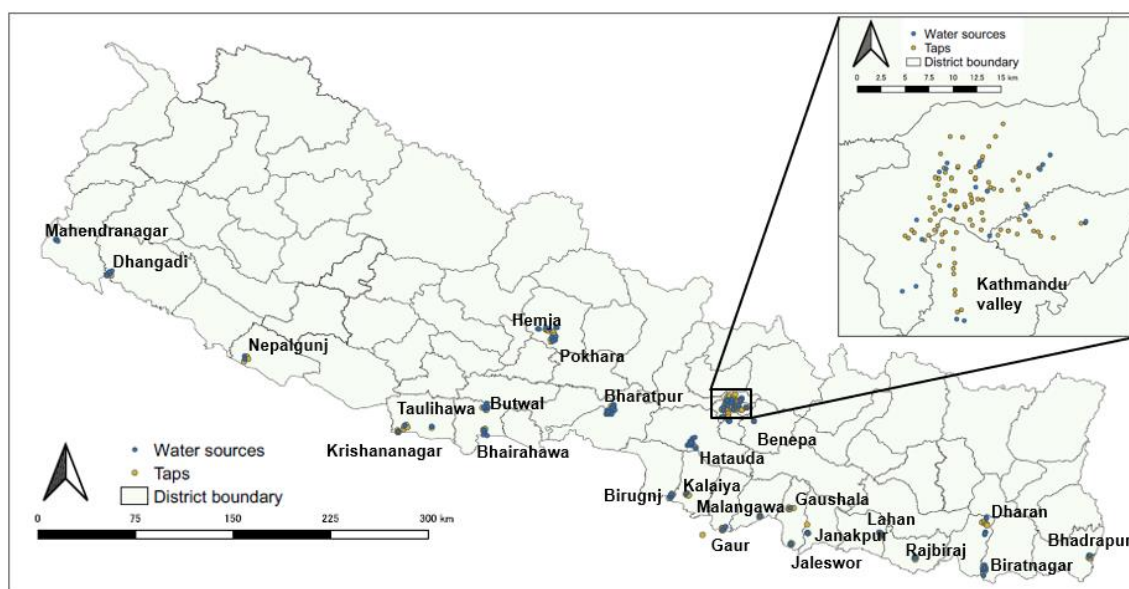 Water sources
Taps
District boundary
0 2.5 5 7.5 10 12.5 15 km
Kathmandu
valley
Mahendranagar
Dhangadi
Hemja
Pokhara
Nepalgunj
Taulihawa
Butwal
Bharatpur
Krishananagar
Bhairahawa
Benepa
Hatauda
Water sources
Taps
District boundary
0 75 150 225 300 km
Birugnj
Kalaiya
Malangawa
Gaushala
Gaur
Janakpur
Jaleswor
Lahan
Rajbiraj
Dharan
Biratnagar
Bhadrapur